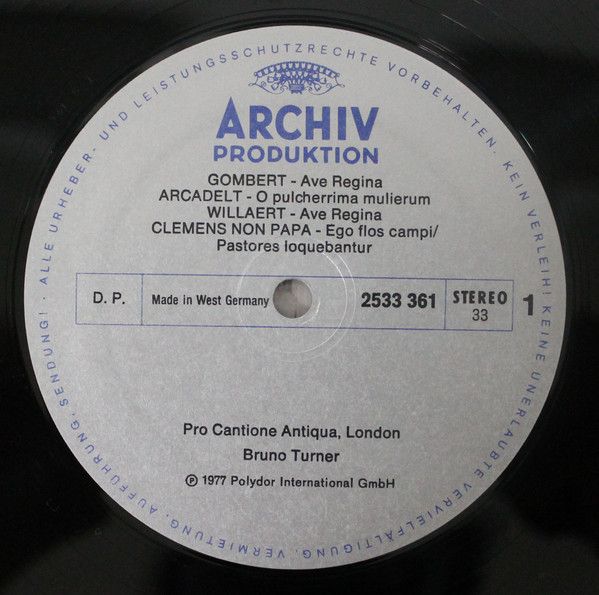 ALLE URHEBER- UND LEISTUNGSSCHUTZRECHTE VORBEHALTEN. KEIN VERLEIH! KEINE UNERLAUBTE VERVIELFÄLTIGUNG, VERMIETUNG, AUFFÜHRUNG, SENDUNG!
ARCHIV
PRODUKTION
GOMBERT - Ave Regina
ARCADELT - O pulcherrima mulierum
WILLAERT - Ave Regina
CLEMENS NON PAPA - Ego flos campi/
Pastores loquebantur
D. P. Made in West Germany 2533 361 STEREO 33 1
Pro Cantione Antiqua, London
Bruno Turner
℗ 1977 Polydor International GmbH